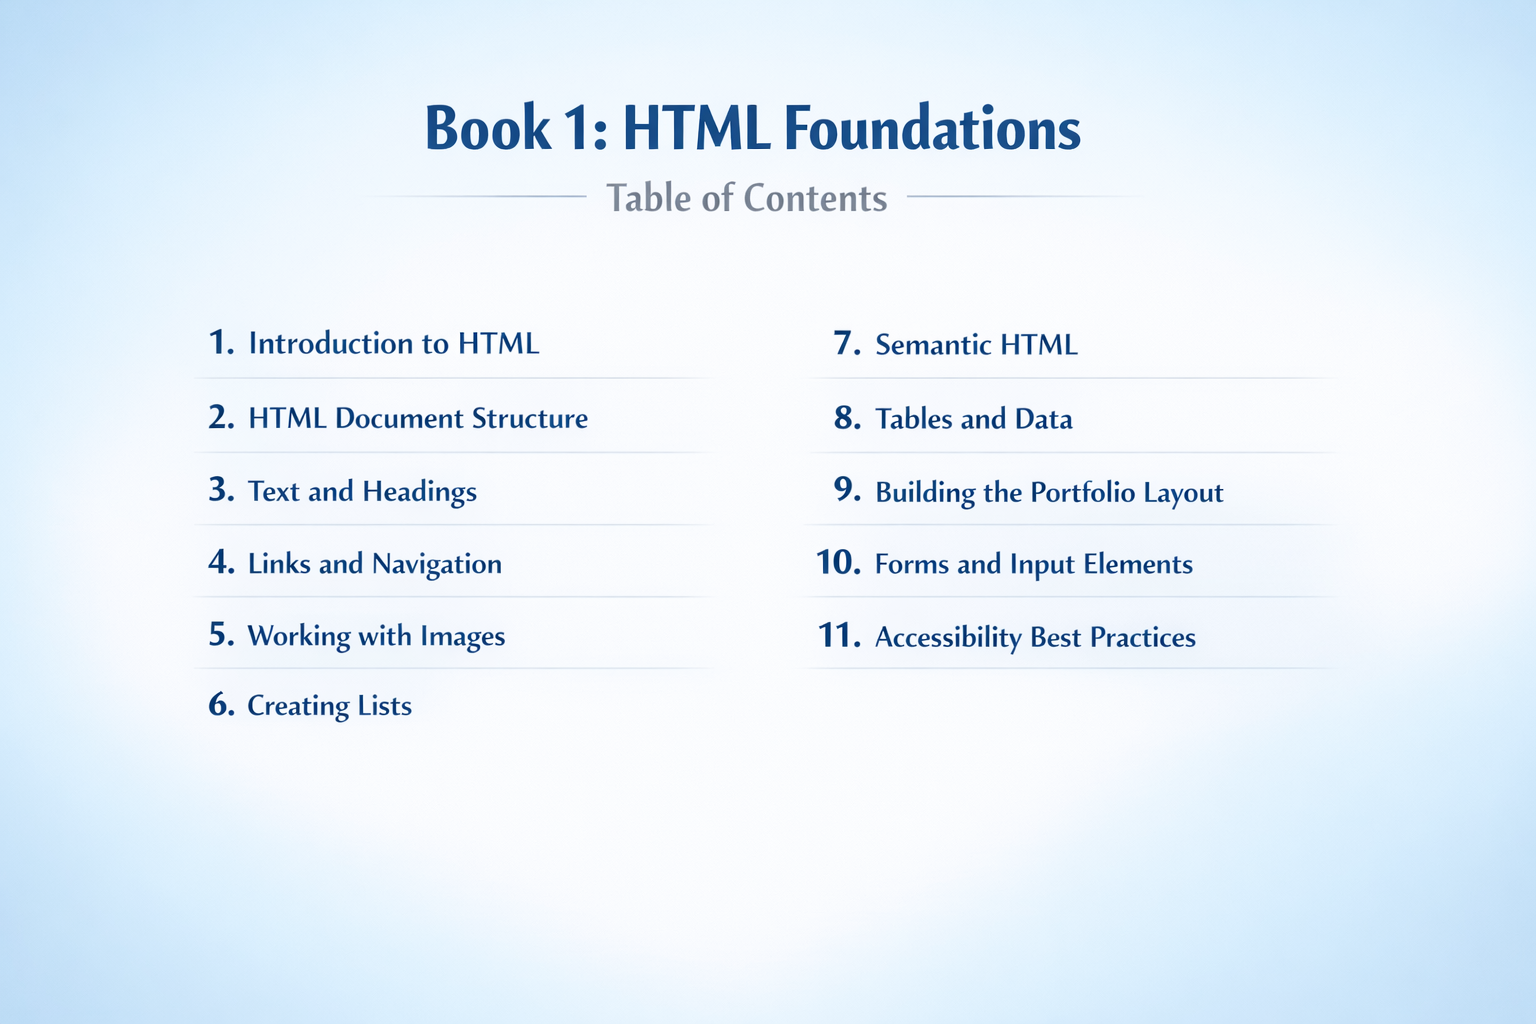 Book 1: HTML Foundations
Table of Contents
1. Introduction to HTML
2. HTML Document Structure
3. Text and Headings
4. Links and Navigation
5. Working with Images
6. Creating Lists
7. Semantic HTML
8. Tables and Data
9. Building the Portfolio Layout
10. Forms and Input Elements
11. Accessibility Best Practices